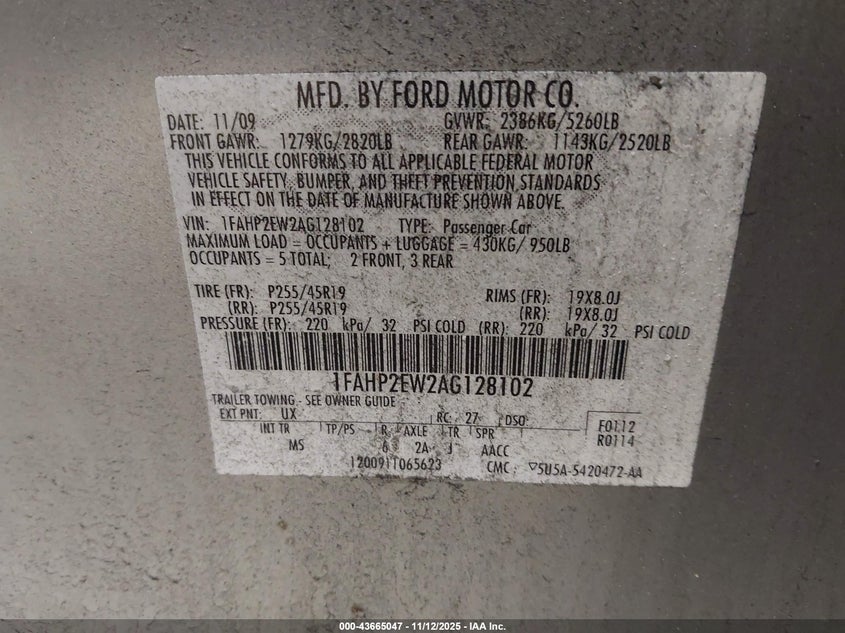 MFD. BY FORD MOTOR CO.
DATE: 11/09 GVWR: 2386KG/5260LB
FRONT GAWR: 1279KG/2820LB REAR GAWR: 1143KG/2520LB
THIS VEHICLE CONFORMS TO ALL APPLICABLE FEDERAL MOTOR
VEHICLE SAFETY, BUMPER, AND THEFT PREVENTION STANDARDS
IN EFFECT ON THE DATE OF MANUFACTURE SHOWN ABOVE.
VIN: 1FAHP2EW2AG128102 TYPE: Passenger Car
MAXIMUM LOAD = OCCUPANTS + LUGGAGE = 430KG/ 950LB
OCCUPANTS = 5 TOTAL; 2 FRONT, 3 REAR
TIRE (FR): P255/45R19 RIMS (FR): 19X8.0J
(RR): P255/45R19 (RR): 19X8.0J
PRESSURE (FR): 220 kPa/ 32 PSI COLD (RR): 220 kPa/ 32 PSI COLD
1FAHP2EW2AG128102
TRAILER TOWING - SEE OWNER GUIDE
EXT PNT: UX RC: 27 DSO: F0112
INT TR TP/PS R AXLE TR SPR R0114
MS 6 2A J AACC
120091T065623 CMC: ▽5U5A-5420472-AA
000-43665047 - 11/12/2025 - IAA Inc.